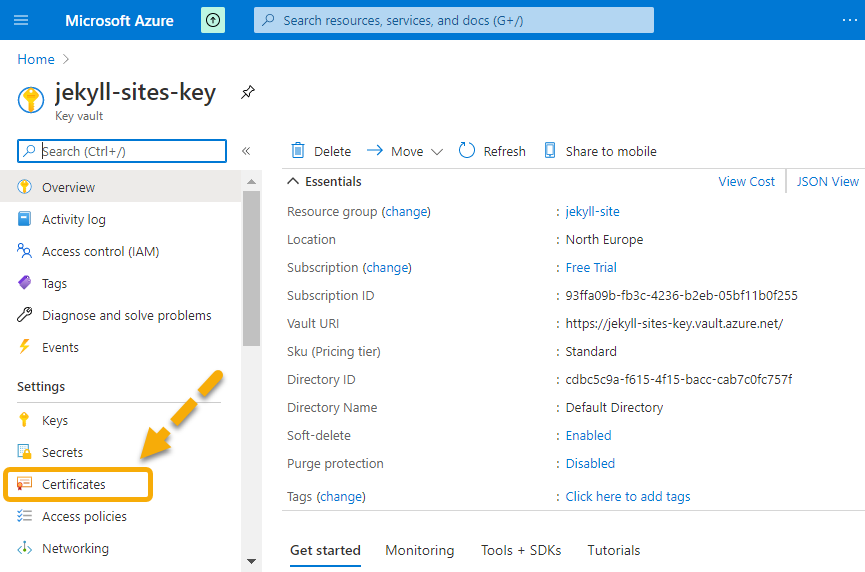 Microsoft Azure
Search resources, services, and docs (G+/)
Home
jekyll-sites-key
Key vault
Search (Ctrl+/)
Overview
Activity log
Access control (IAM)
Tags
Diagnose and solve problems
Events
Settings
Keys
Secrets
Certificates
Access policies
Networking
Delete Move Refresh Share to mobile
Essentials View Cost JSON View
Resource group (change) : jekyll-site
Location : North Europe
Subscription (change) : Free Trial
Subscription ID : 93ffa09b-fb3c-4236-b2eb-05bf11b0f255
Vault URI : https://jekyll-sites-key.vault.azure.net/
Sku (Pricing tier) : Standard
Directory ID : cdbc5c9a-f615-4f15-bacc-cab7c0fc757f
Directory Name : Default Directory
Soft-delete : Enabled
Purge protection : Disabled
Tags (change) : Click here to add tags
Get started Monitoring Tools + SDKs Tutorials